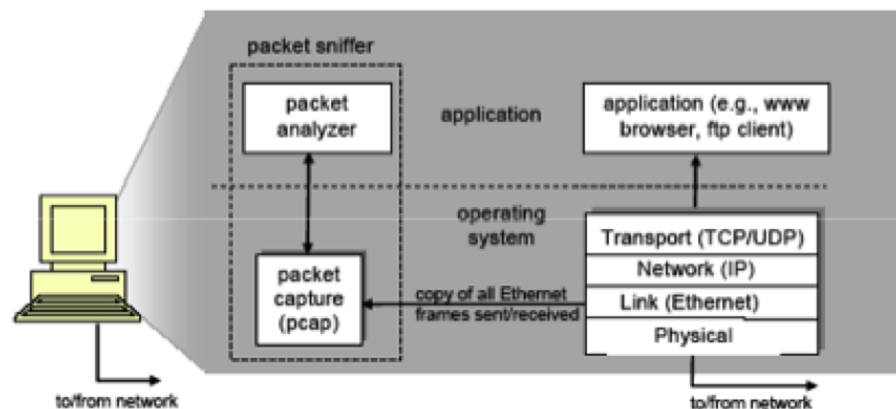 packet sniffer
packet
analyzer
application
application (e.g., www
browser, ftp client)
operating
system
packet
capture
(pcap)
copy of all Ethernet
frames sent/received
Transport (TCP/UDP)
Network (IP)
Link (Ethernet)
Physical
to/from network
to/from network